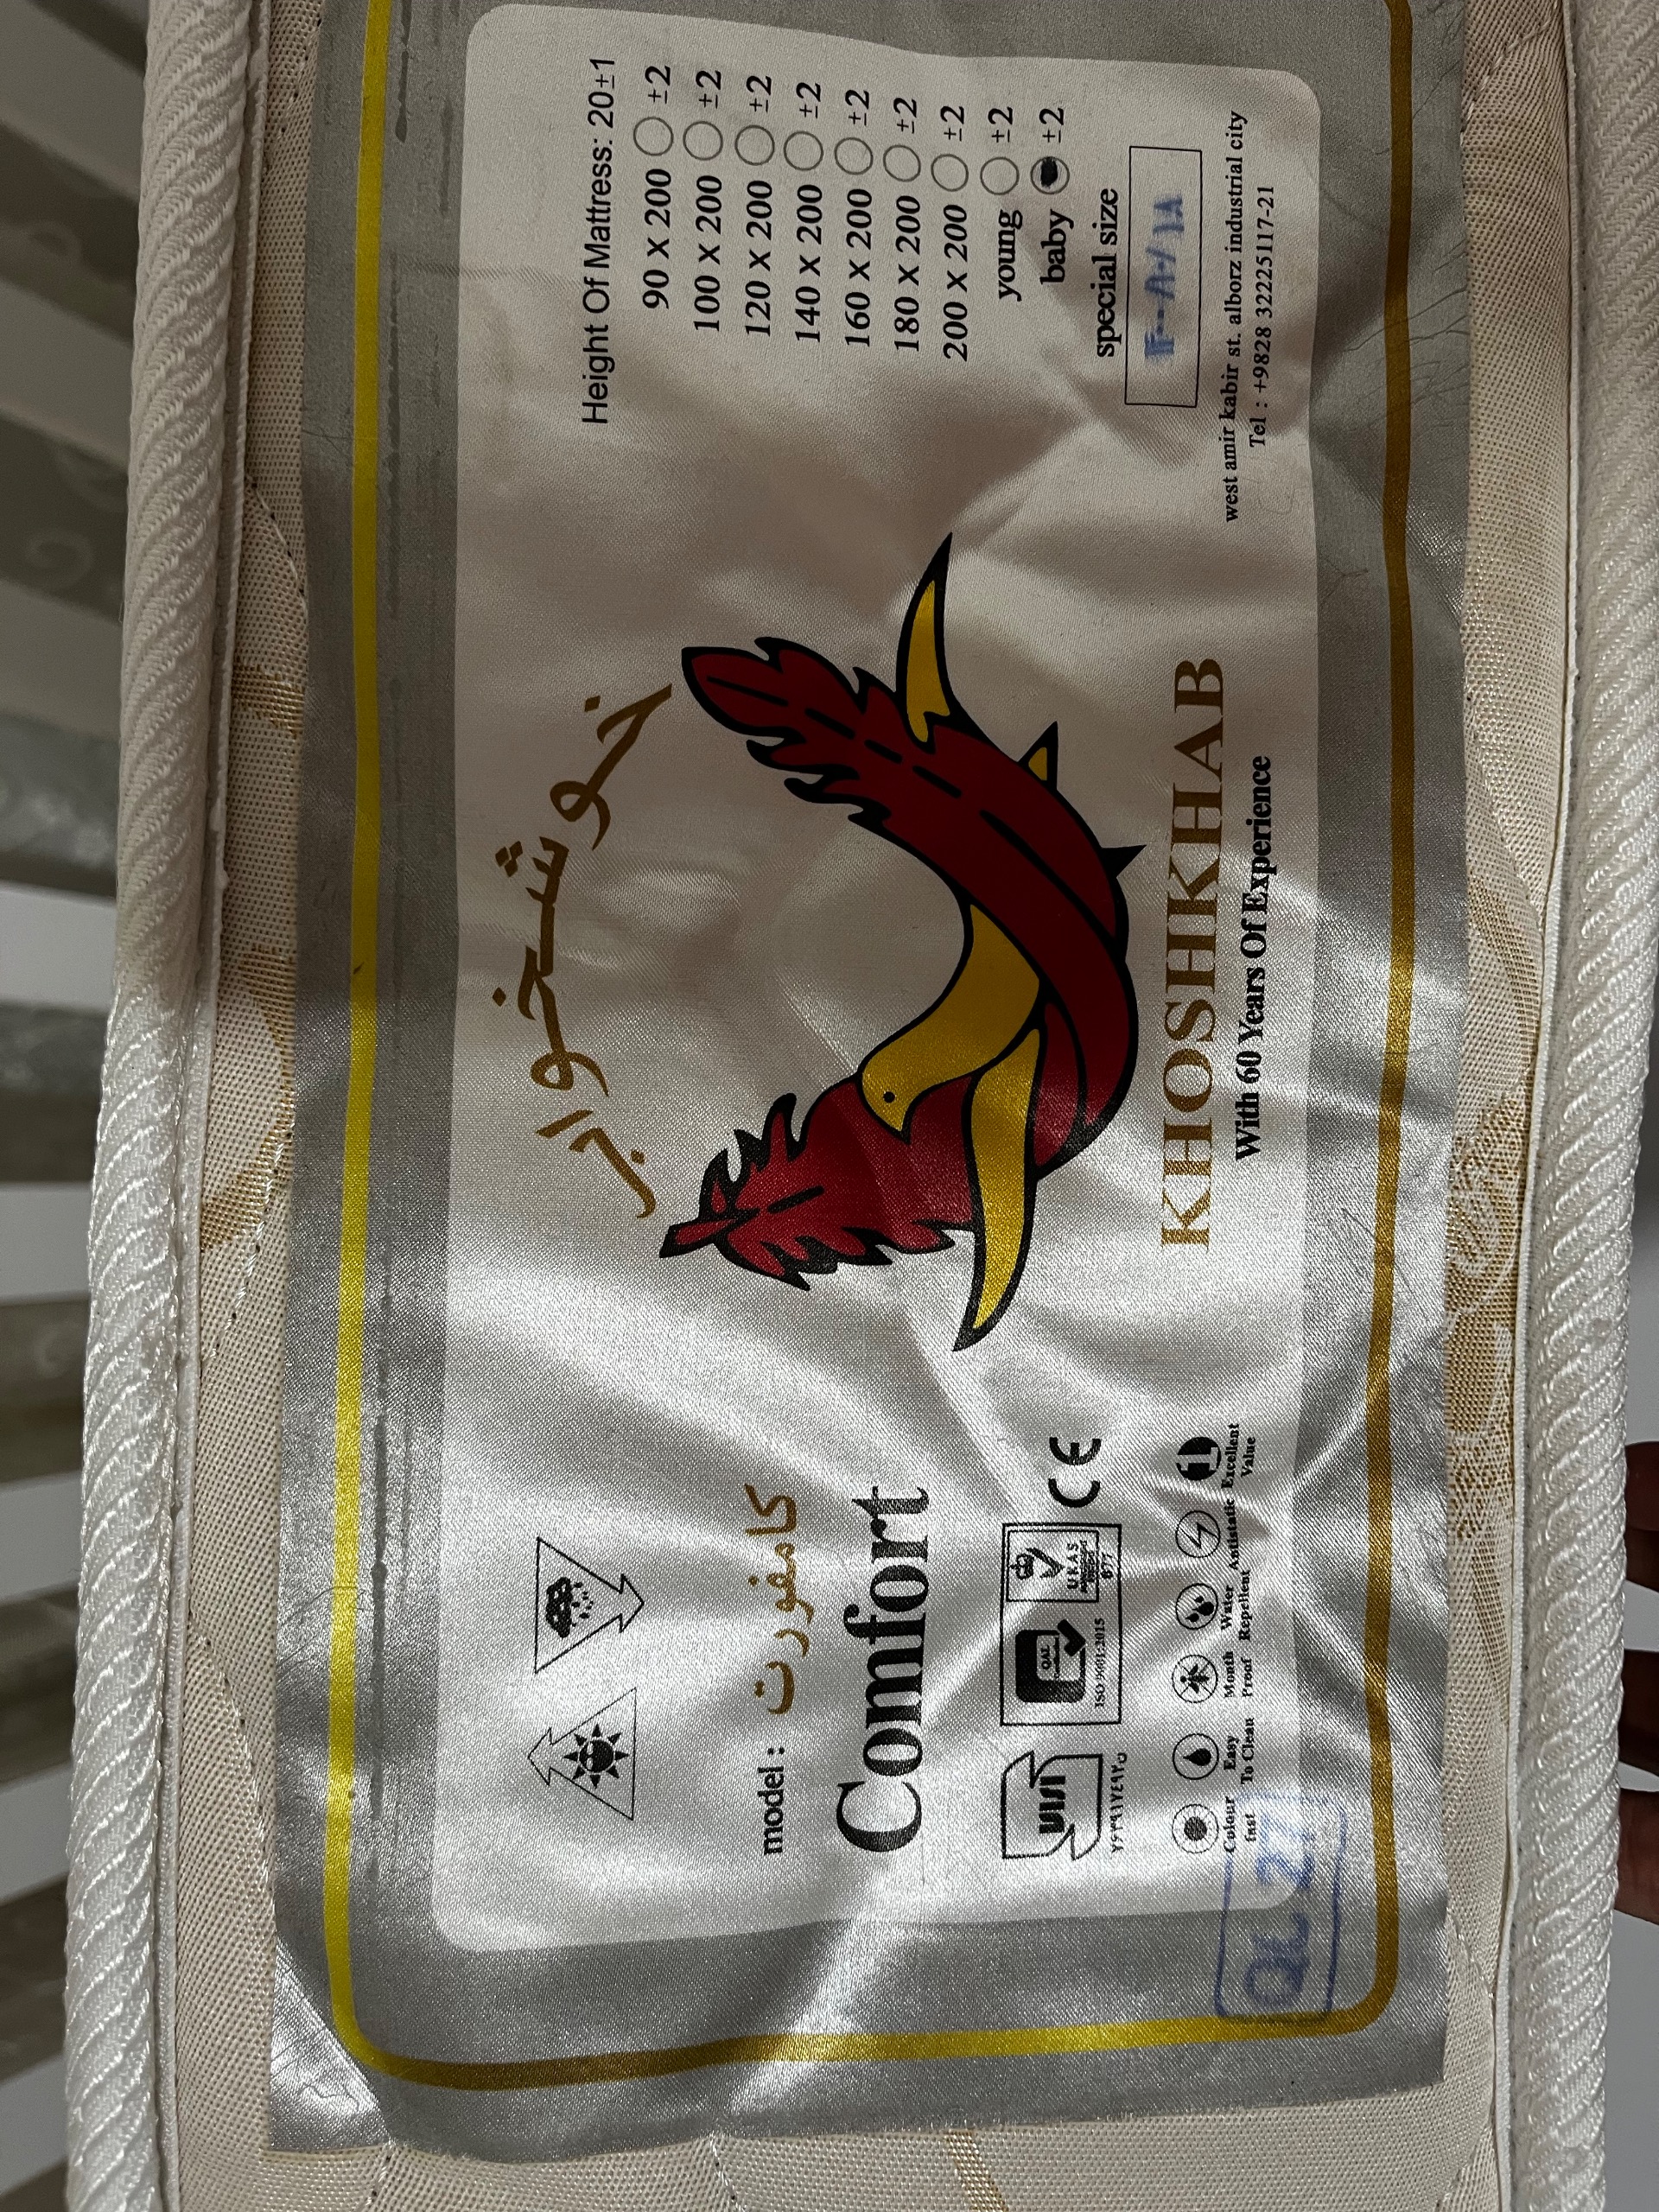 model : کامفورت
Comfort
ISO 9001:2015
UKAS
CE
Colour fast
Easy To Clean
Month Proof
Water Repellent
Antistatic
Excellent Value
QL 27
خوشخواب
KHOSHKHAB
With 60 Years Of Experience
Height Of Mattress: 20±1
90 x 200 ±2
100 x 200 ±2
120 x 200 ±2
140 x 200 ±2
160 x 200 ±2
180 x 200 ±2
200 x 200 ±2
young ±2
baby ±2
special size
west amir kabir st. alborz industrial city
Tel : +9828 32225117-21